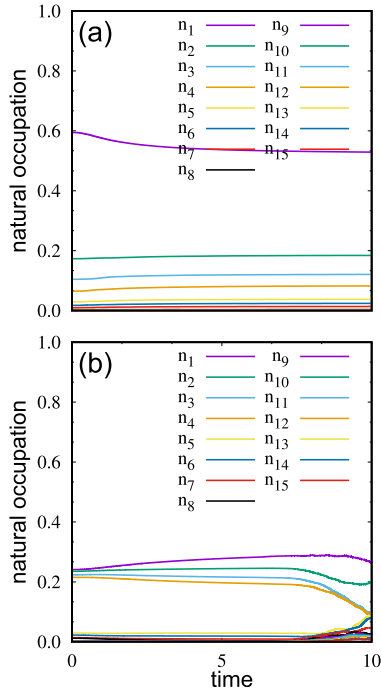 1.0
(a)
n1 n9
n2 n10
0.8
n3 n11
n4 n12
n5 n13
0.6
n6 n14
n7 n15
n8
0.4
0.2
0.0
natural occupation
1.0
(b)
n1 n9
n2 n10
0.8
n3 n11
n4 n12
n5 n13
0.6
n6 n14
n7 n15
n8
0.4
0.2
0.0
natural occupation
0 5 10
time